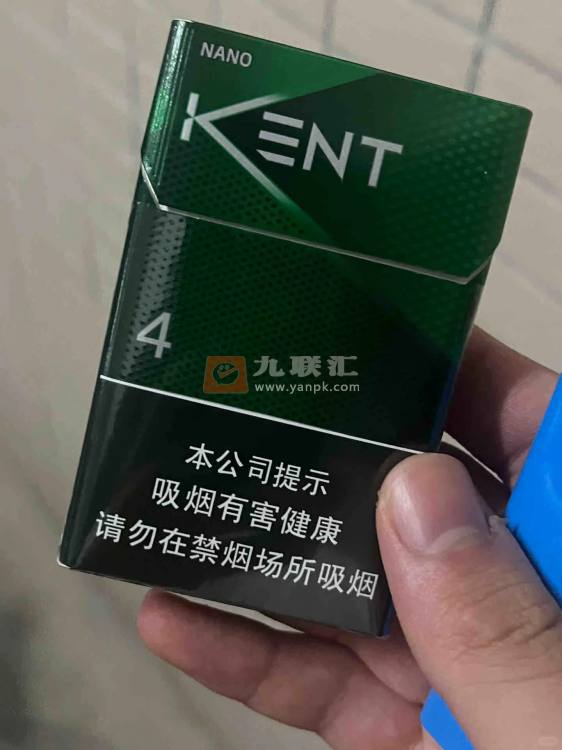 NANO
KENT
4
九联汇
www.yanpk.com
本公司提示
吸烟有害健康
请勿在禁烟场所吸烟